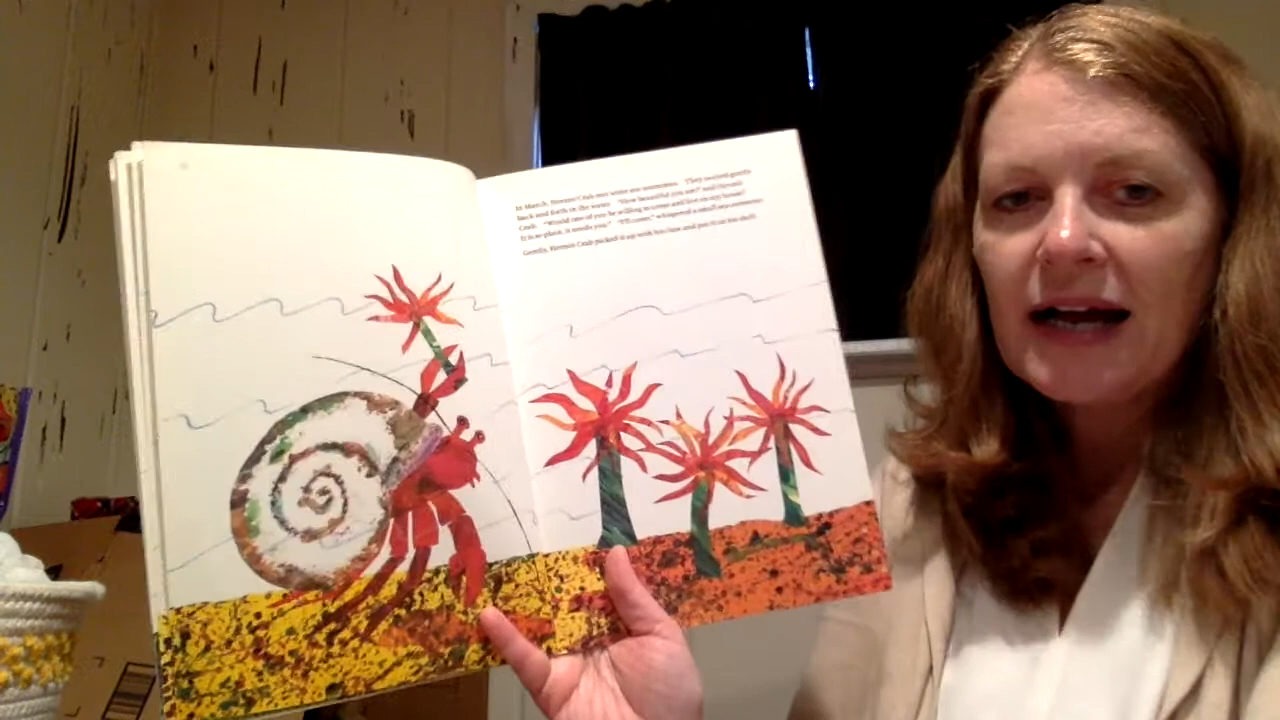 In March, Hermit Crab met some sea anemones. They swayed gently
back and forth in the water. "How beautiful you are!" said Hermit
Crab. "Would one of you be willing to come and live on my house?
It is so plain, it needs you." "I'll come," whispered a small sea anemone.
Gently, Hermit Crab picked it up with his claw and put it on his shell.